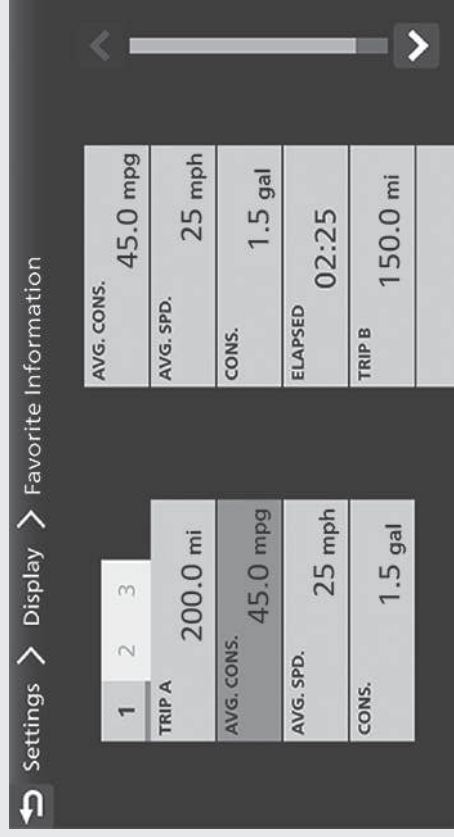 Settings > Display > Favorite Information
1 2 3
TRIP A
200.0 mi
AVG. CONS.
45.0 mpg
AVG. SPD.
25 mph
CONS.
1.5 gal
AVG. CONS.
45.0 mpg
AVG. SPD.
25 mph
CONS.
1.5 gal
ELAPSED
02:25
TRIP B
150.0 mi